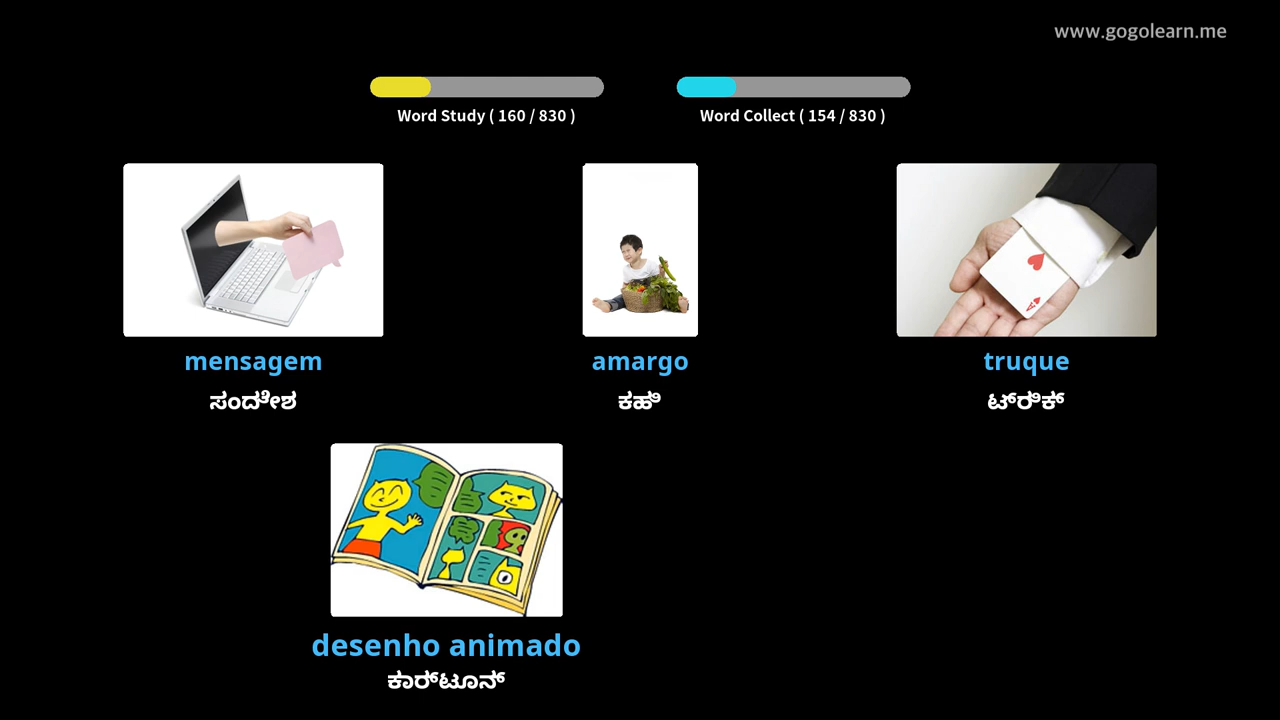 www.gogolearn.me
Word Study ( 160 / 830 )
Word Collect ( 154 / 830 )
mensagem
ಸಂದೇಶ
amargo
ಕಹಿ
truque
ಟ್ರಿಕ್
desenho animado
ಕಾರ್ಟೂನ್